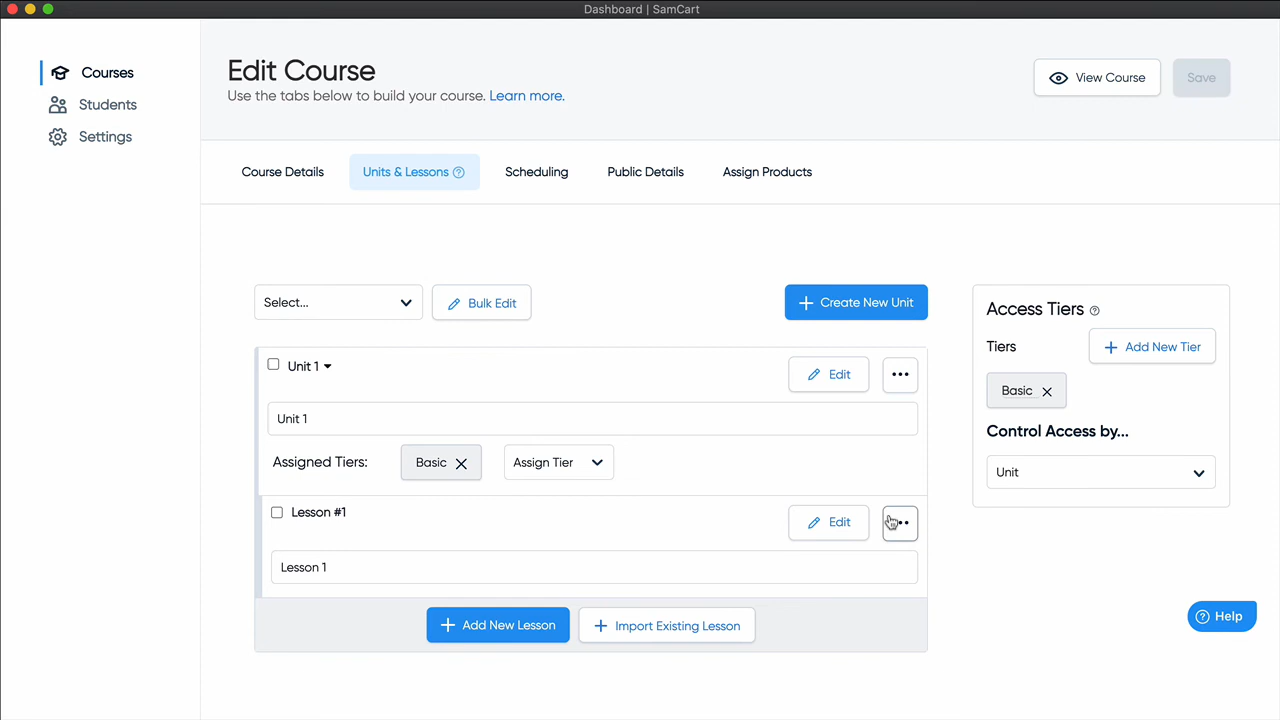 Dashboard | SamCart
Courses
Students
Settings
Edit Course
Use the tabs below to build your course. Learn more.
View Course
Save
Course Details
Units & Lessons
Scheduling
Public Details
Assign Products
Select...
Bulk Edit
Create New Unit
Unit 1
Edit
Unit 1
Assigned Tiers:
Basic
Assign Tier
Lesson #1
Edit
Lesson 1
Add New Lesson
Import Existing Lesson
Access Tiers
Tiers
Add New Tier
Basic
Control Access by...
Unit
Help